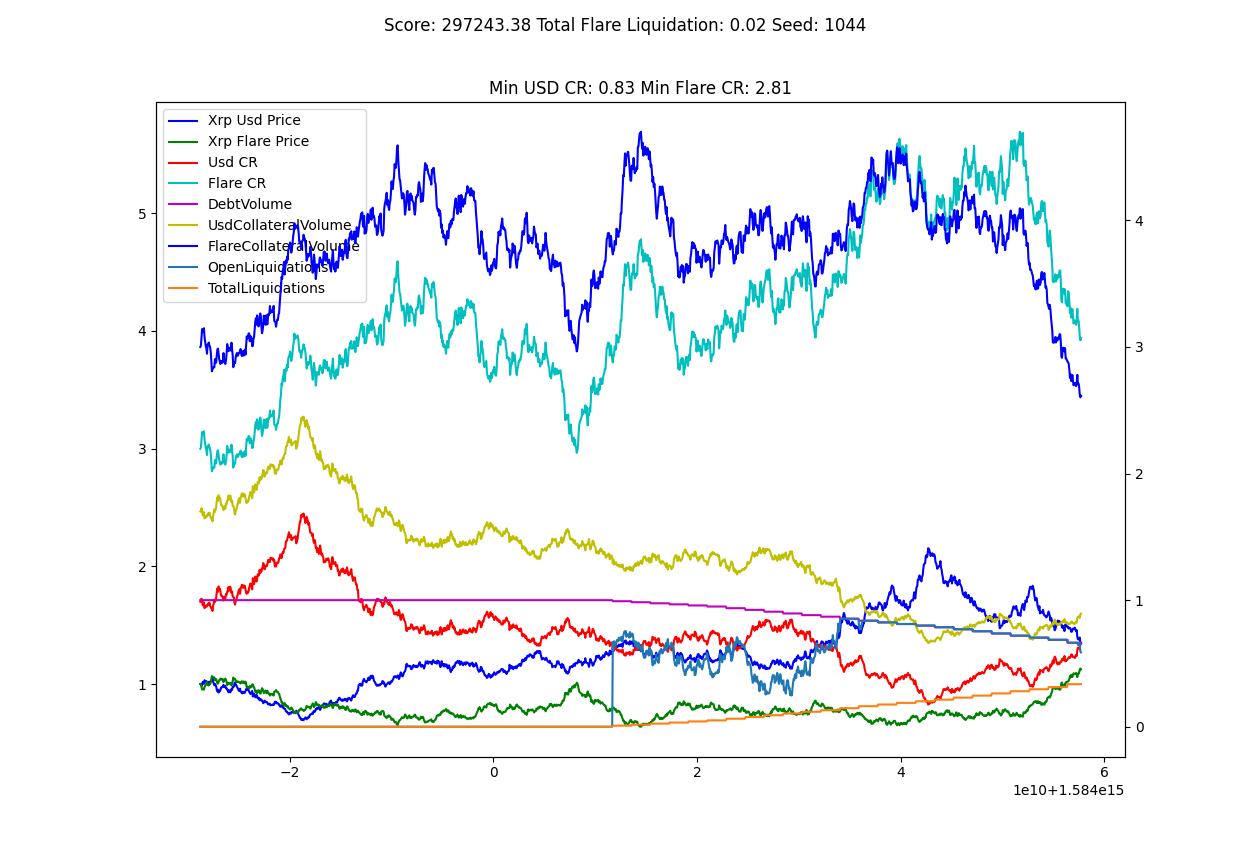 Score: 297243.38 Total Flare Liquidation: 0.02 Seed: 1044
Min USD CR: 0.83 Min Flare CR: 2.81
Xrp Usd Price
Xrp Flare Price
Usd CR
Flare CR
DebtVolume
UsdCollateralVolume
FlareCollateralVolume
OpenLiquidations
TotalLiquidations
5
4
3
2
1
4
3
2
1
0
−2
0
2
4
6
1e10+1.584e15